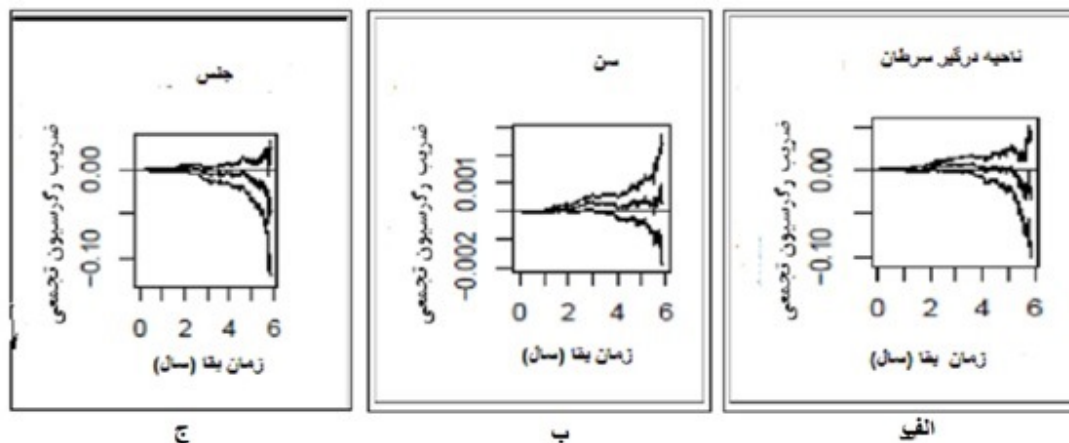 ناحیه درگیر سرطان
ضریب رگرسیون تجمعی
0.00
−0.10
0 2 4 6
زمان بقا (سال)
الف
سن
ضریب رگرسیون تجمعی
0.001
−0.002
0 2 4 6
زمان بقا (سال)
ب
جنس
ضریب رگرسیون تجمعی
0.00
−0.10
0 2 4 6
زمان بقا (سال)
ج